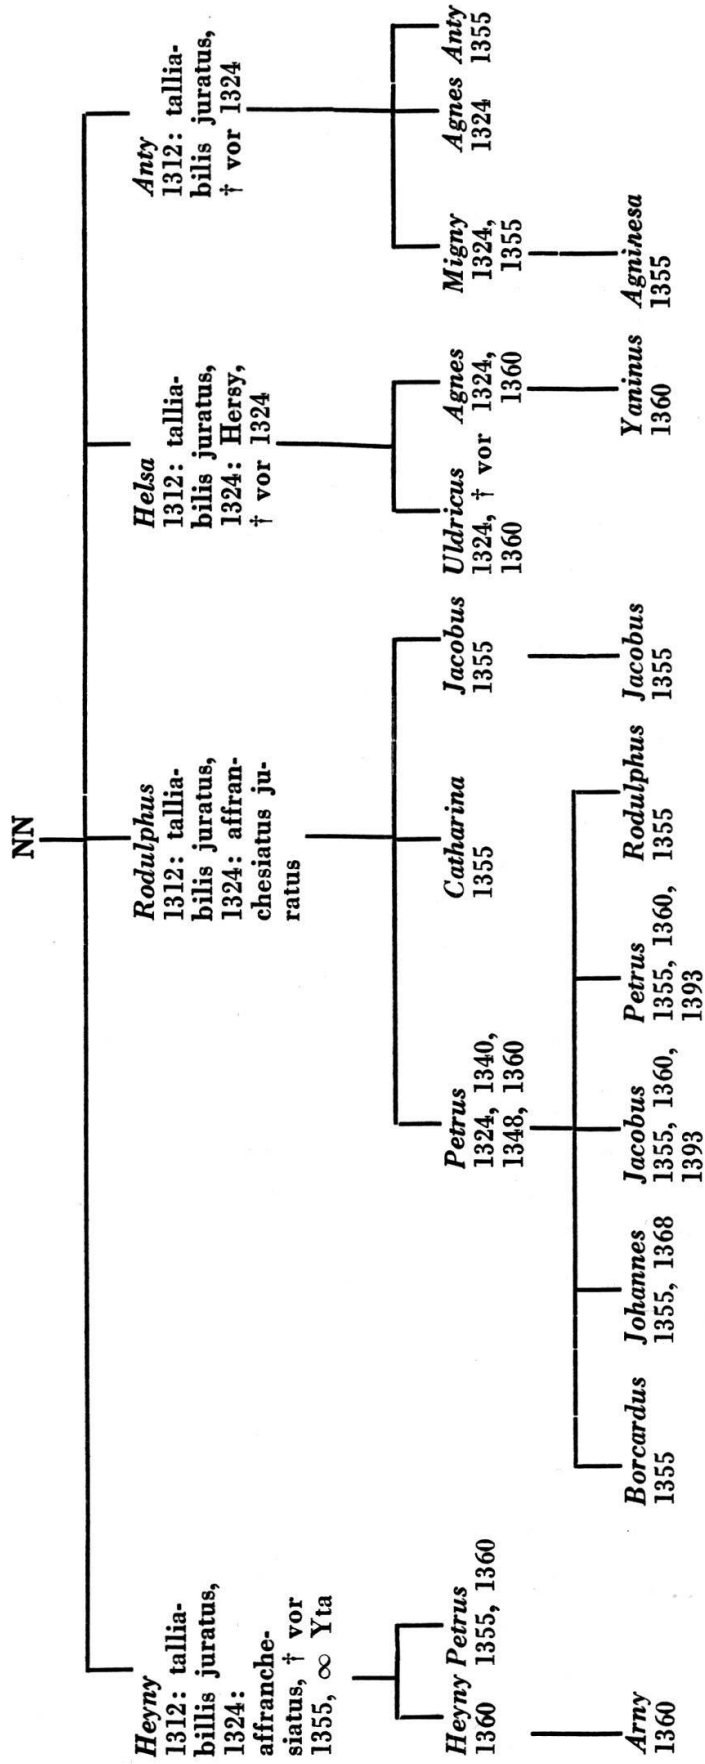 NN
Heyny
1312: tallia-
billis juratus,
1324:
affranche-
siatus, † vor
1355, ∞ Yta
Rodulphus
1312: tallia-
bilis juratus,
1324: affran-
chesiatus ju-
ratus
Helsa
1312: tallia-
bilis juratus,
1324: Hersy,
† vor 1324
Anty
1312: tallia-
bilis juratus,
† vor 1324
Heyny
1360
Petrus
1355, 1360
Petrus
1324, 1340,
1348, 1360
Catharina
1355
Jacobus
1355
Uldricus
1324, † vor
1360
Agnes
1324,
1360
Migny
1324,
1355
Agnes
1324
Anty
1355
Arny
1360
Borcardus
1355
Johannes
1355, 1368
Jacobus
1355, 1360,
1393
Petrus
1355, 1360,
1393
Rodulphus
1355
Jacobus
1355
Yaninus
1360
Agninesa
1355